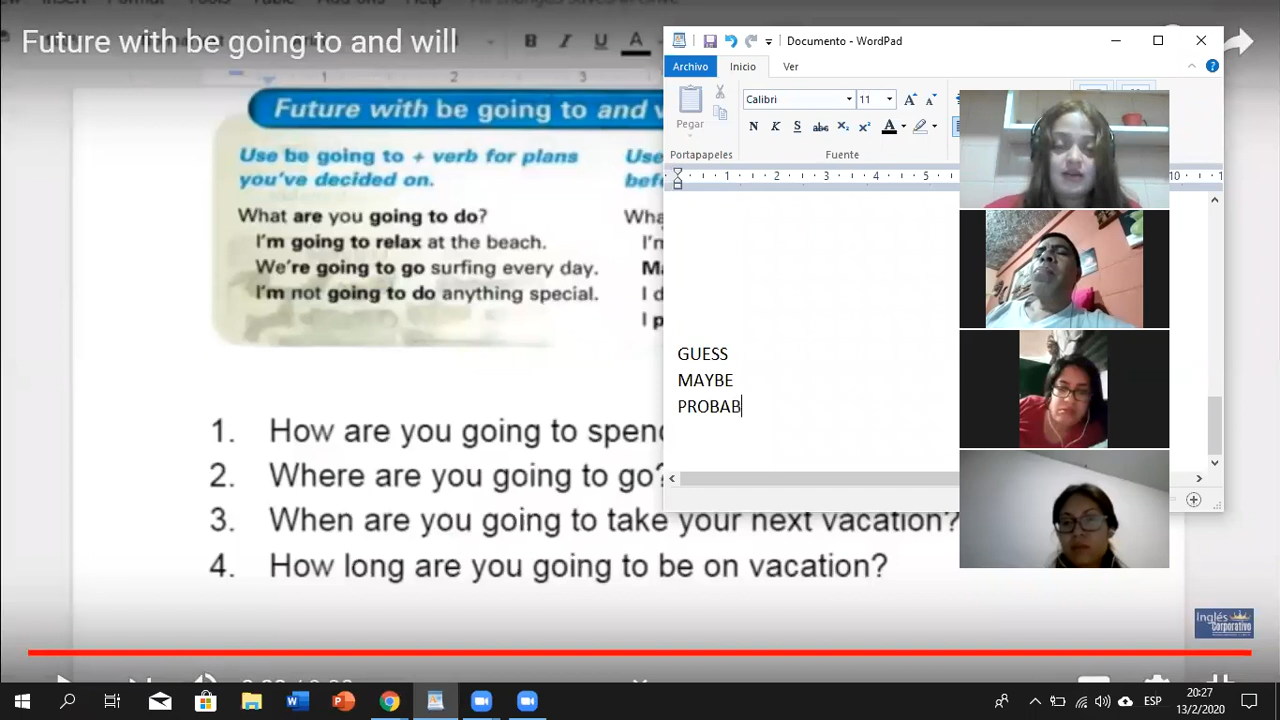 Future with be going to and will
Documento - WordPad
Archivo
Inicio
Ver
Calibri
11
Pegar
Portapapeles
Fuente
Future with be going to and
Use be going to + verb for plans
you've decided on.
What are you going to do?
I'm going to relax at the beach.
We're going to go surfing every day.
I'm not going to do anything special.
Use
GUESS
MAYBE
PROBAB
1. How are you going to spend
2. Where are you going to go?
3. When are you going to take your next vacation?
4. How long are you going to be on vacation?
Inglés
Corporativo
ESP
20:27
13/2/2020